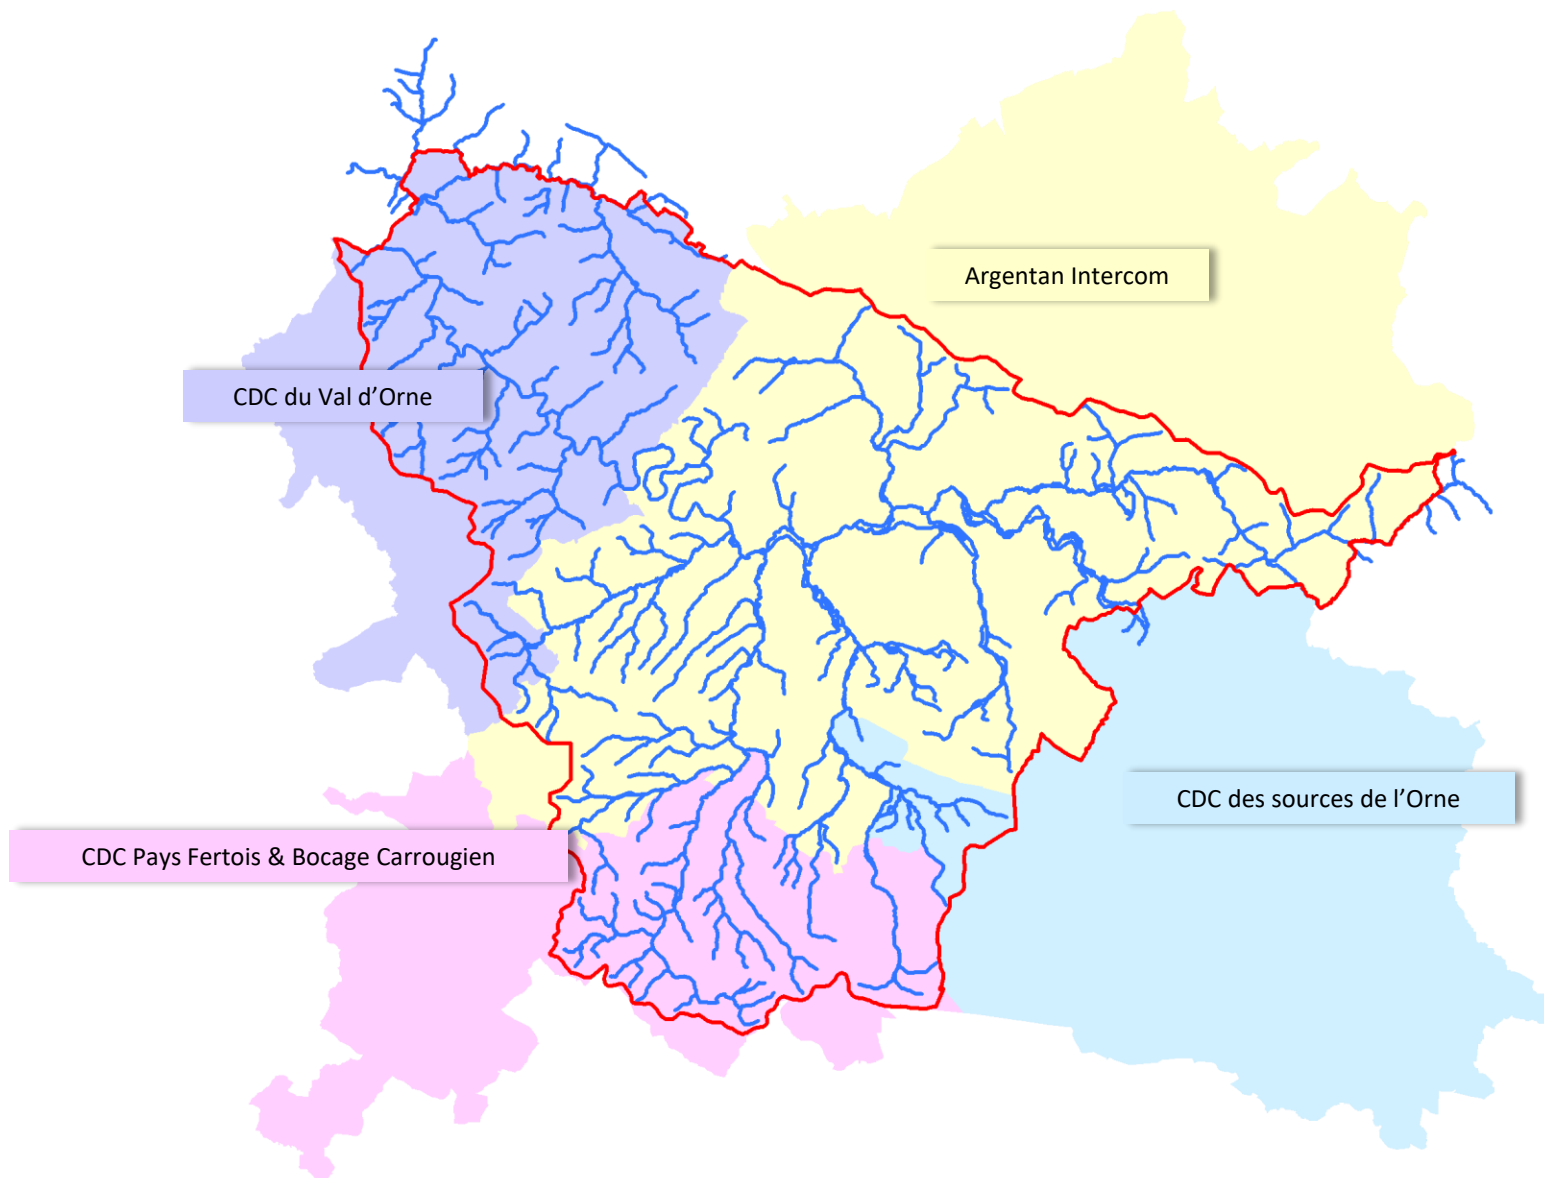 Argentan Intercom
CDC du Val d’Orne
CDC des sources de l’Orne
CDC Pays Fertois & Bocage Carrougien